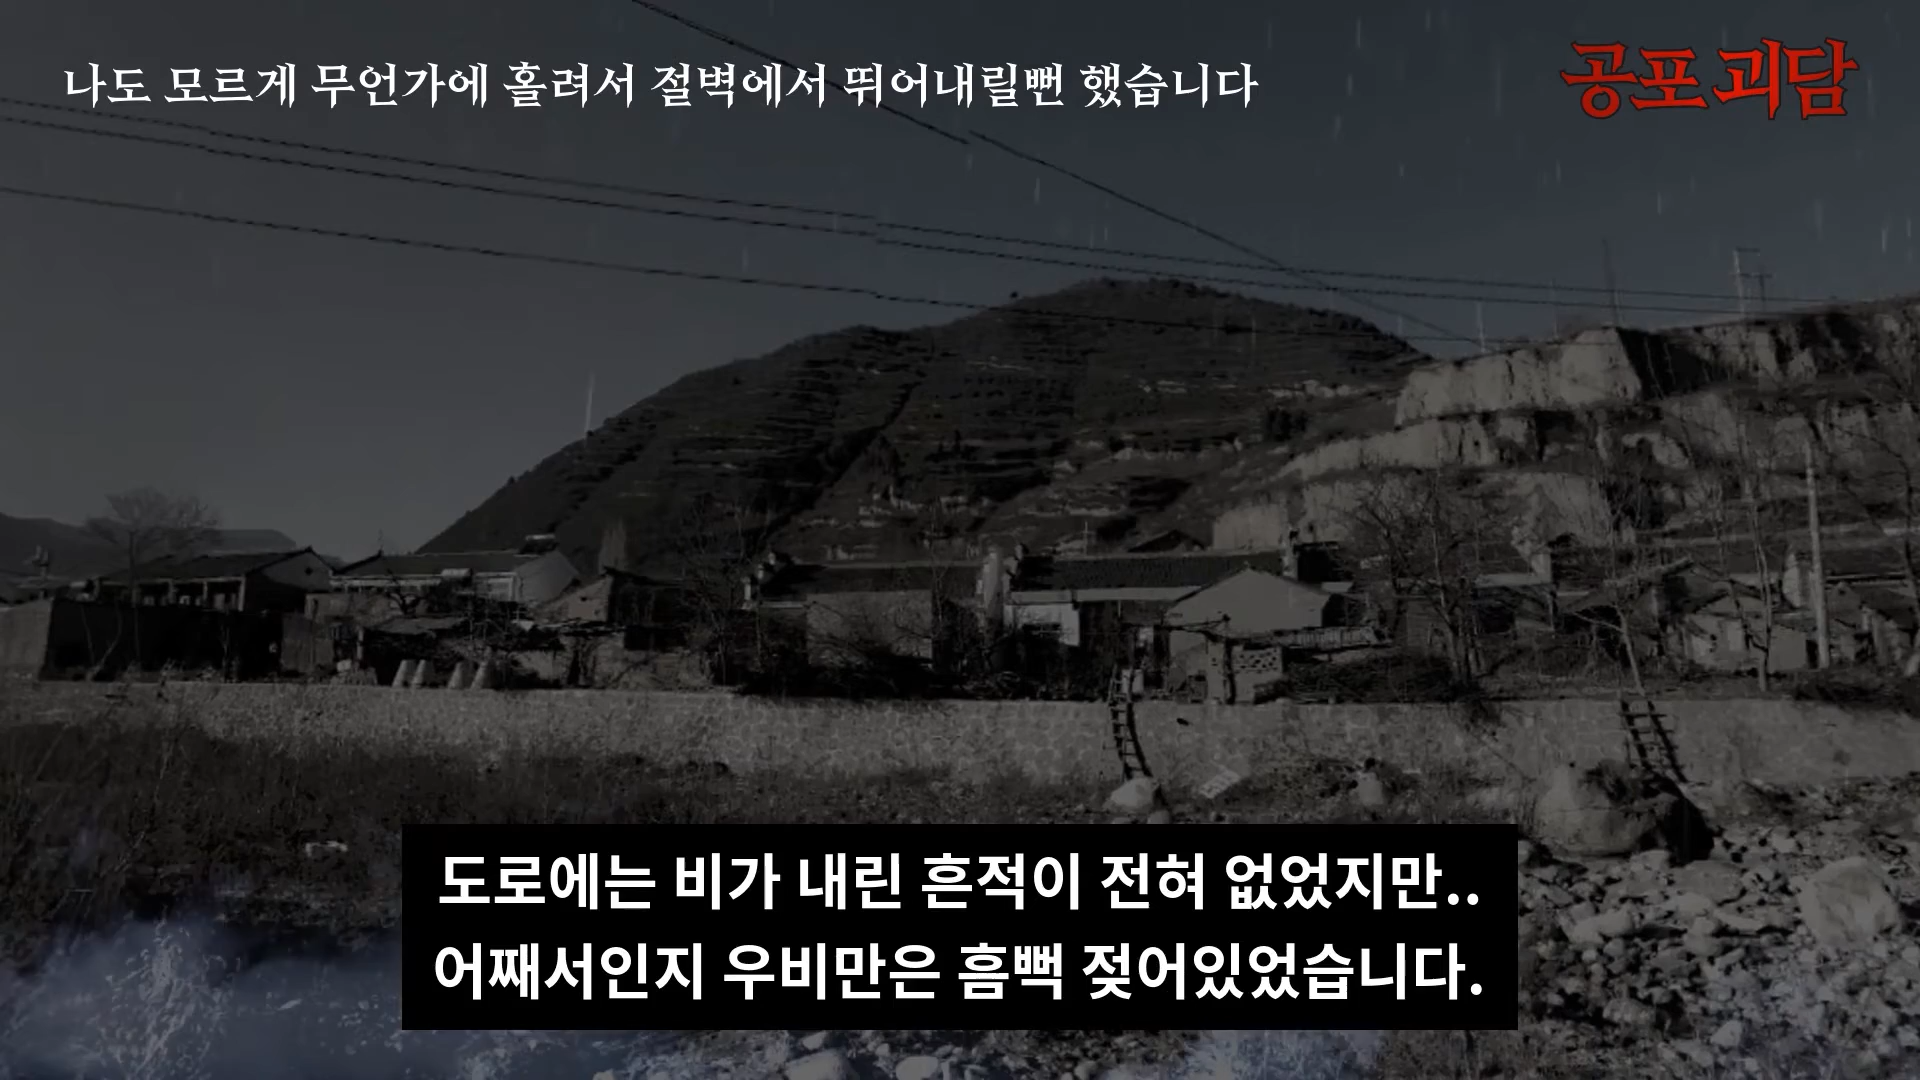 나도 모르게 무언가에 홀려서 절벽에서 뛰어내릴뻔 했습니다
공포 괴담
도로에는 비가 내린 흔적이 전혀 없었지만..
어째서인지 우비만은 흠뻑 젖어있었습니다.